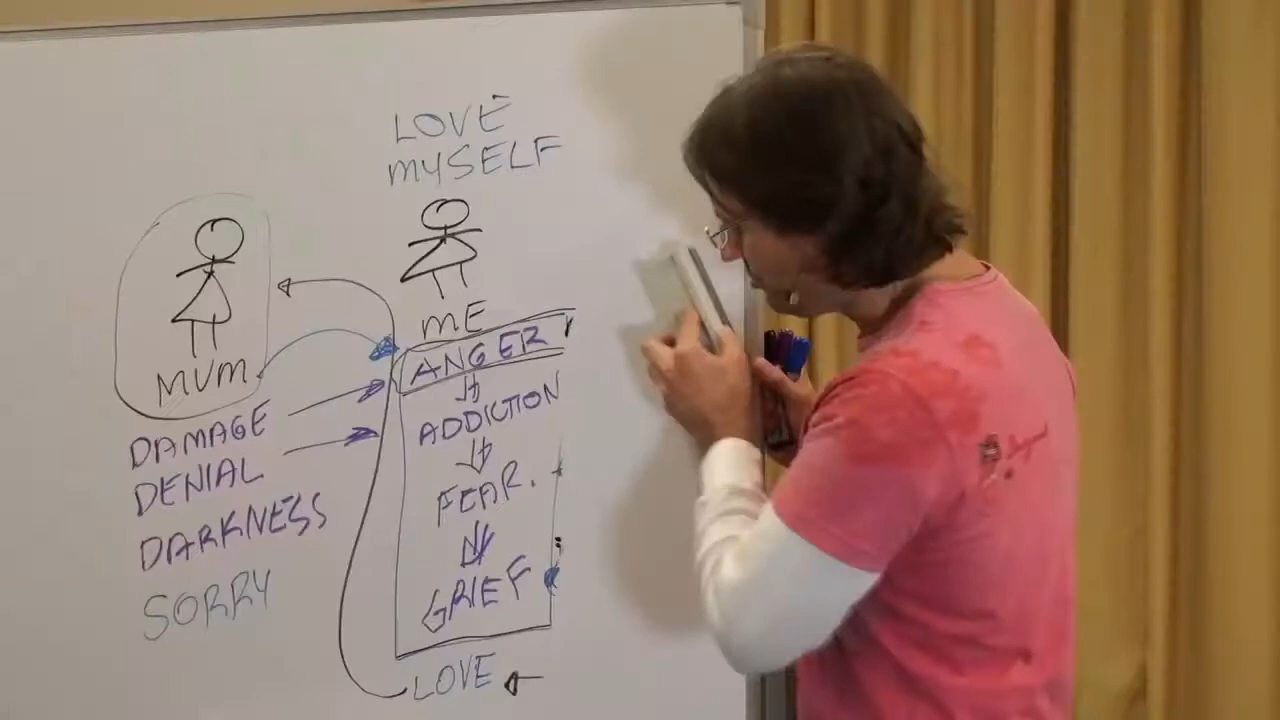 LOVE
MYSELF
MUM
ME
ANGER
ADDICTION
FEAR.
GRIEF
LOVE
DAMAGE
DENIAL
DARKNESS
SORRY